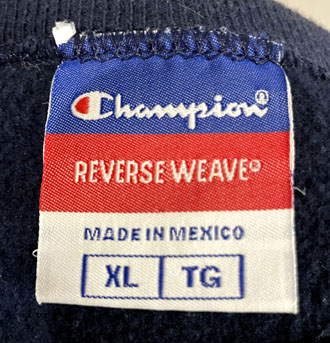 Champion®
REVERSE WEAVE®
MADE IN MEXICO
XL TG